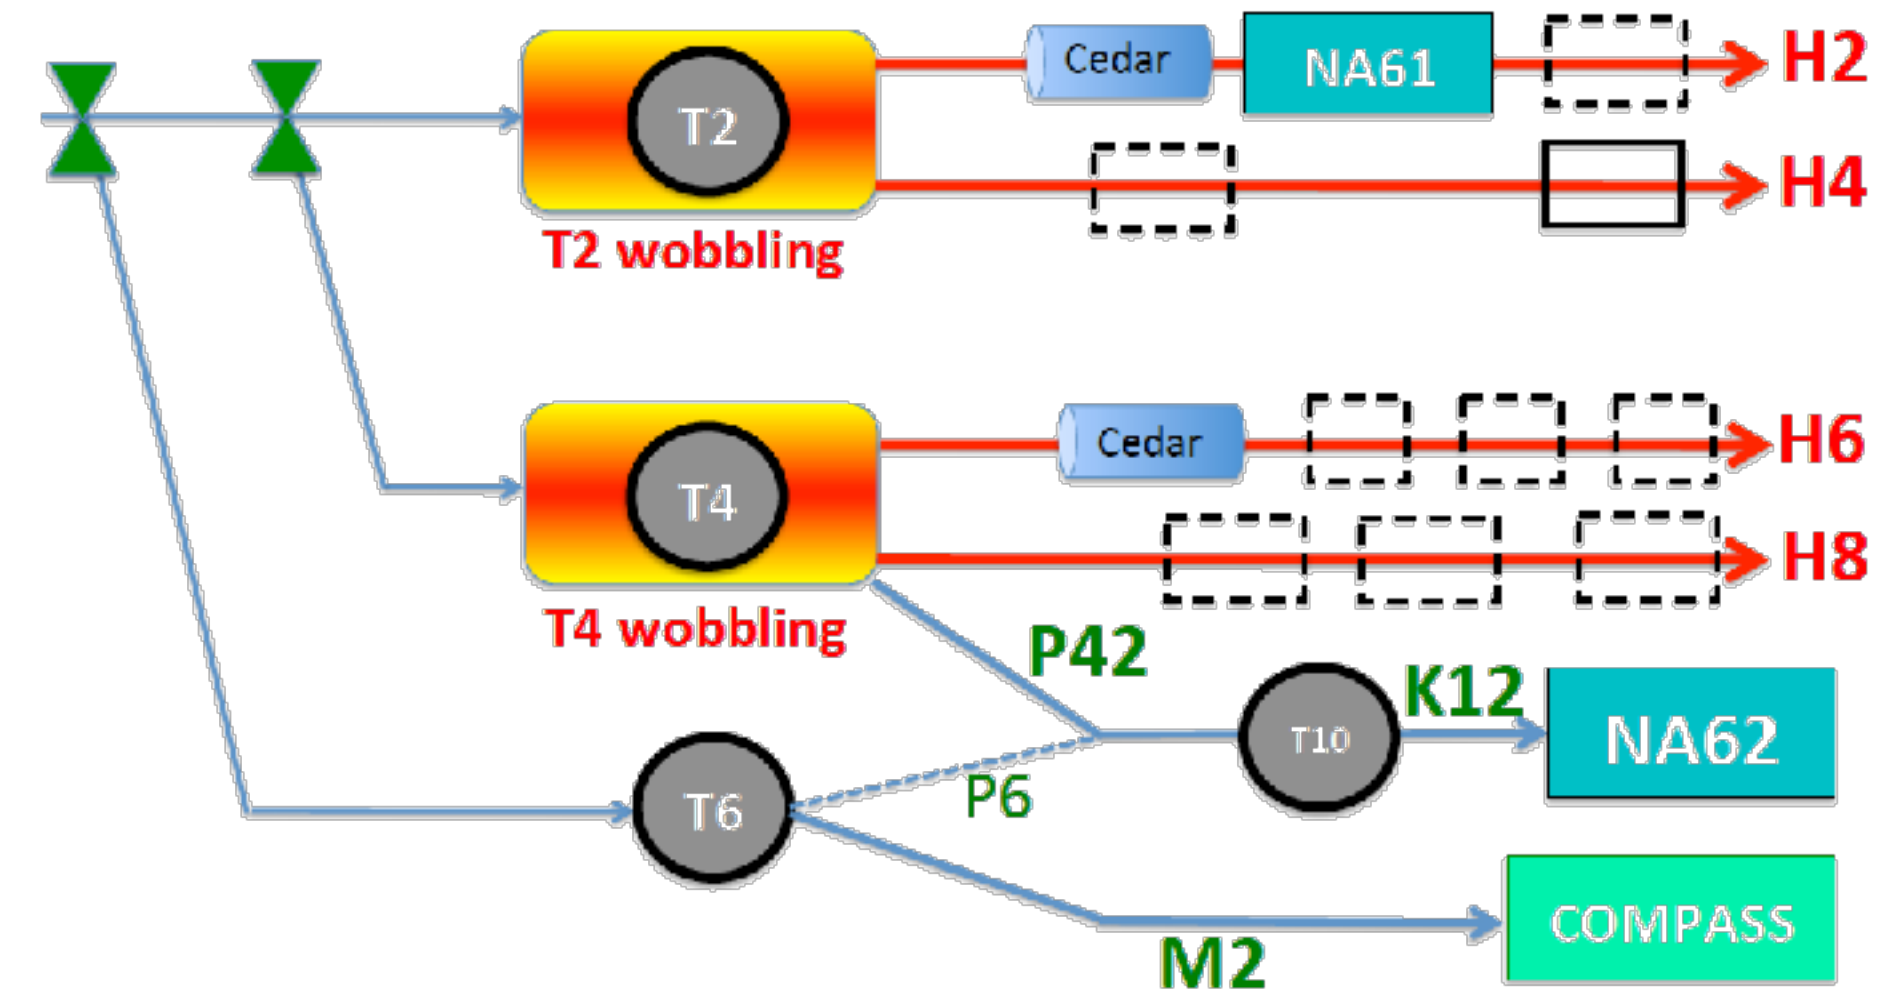 Cedar
NA61
H2
T2
H4
T2 wobbling
Cedar
H6
T4
H8
T4 wobbling
P42
K12
T10
NA62
P6
T6
COMPASS
M2